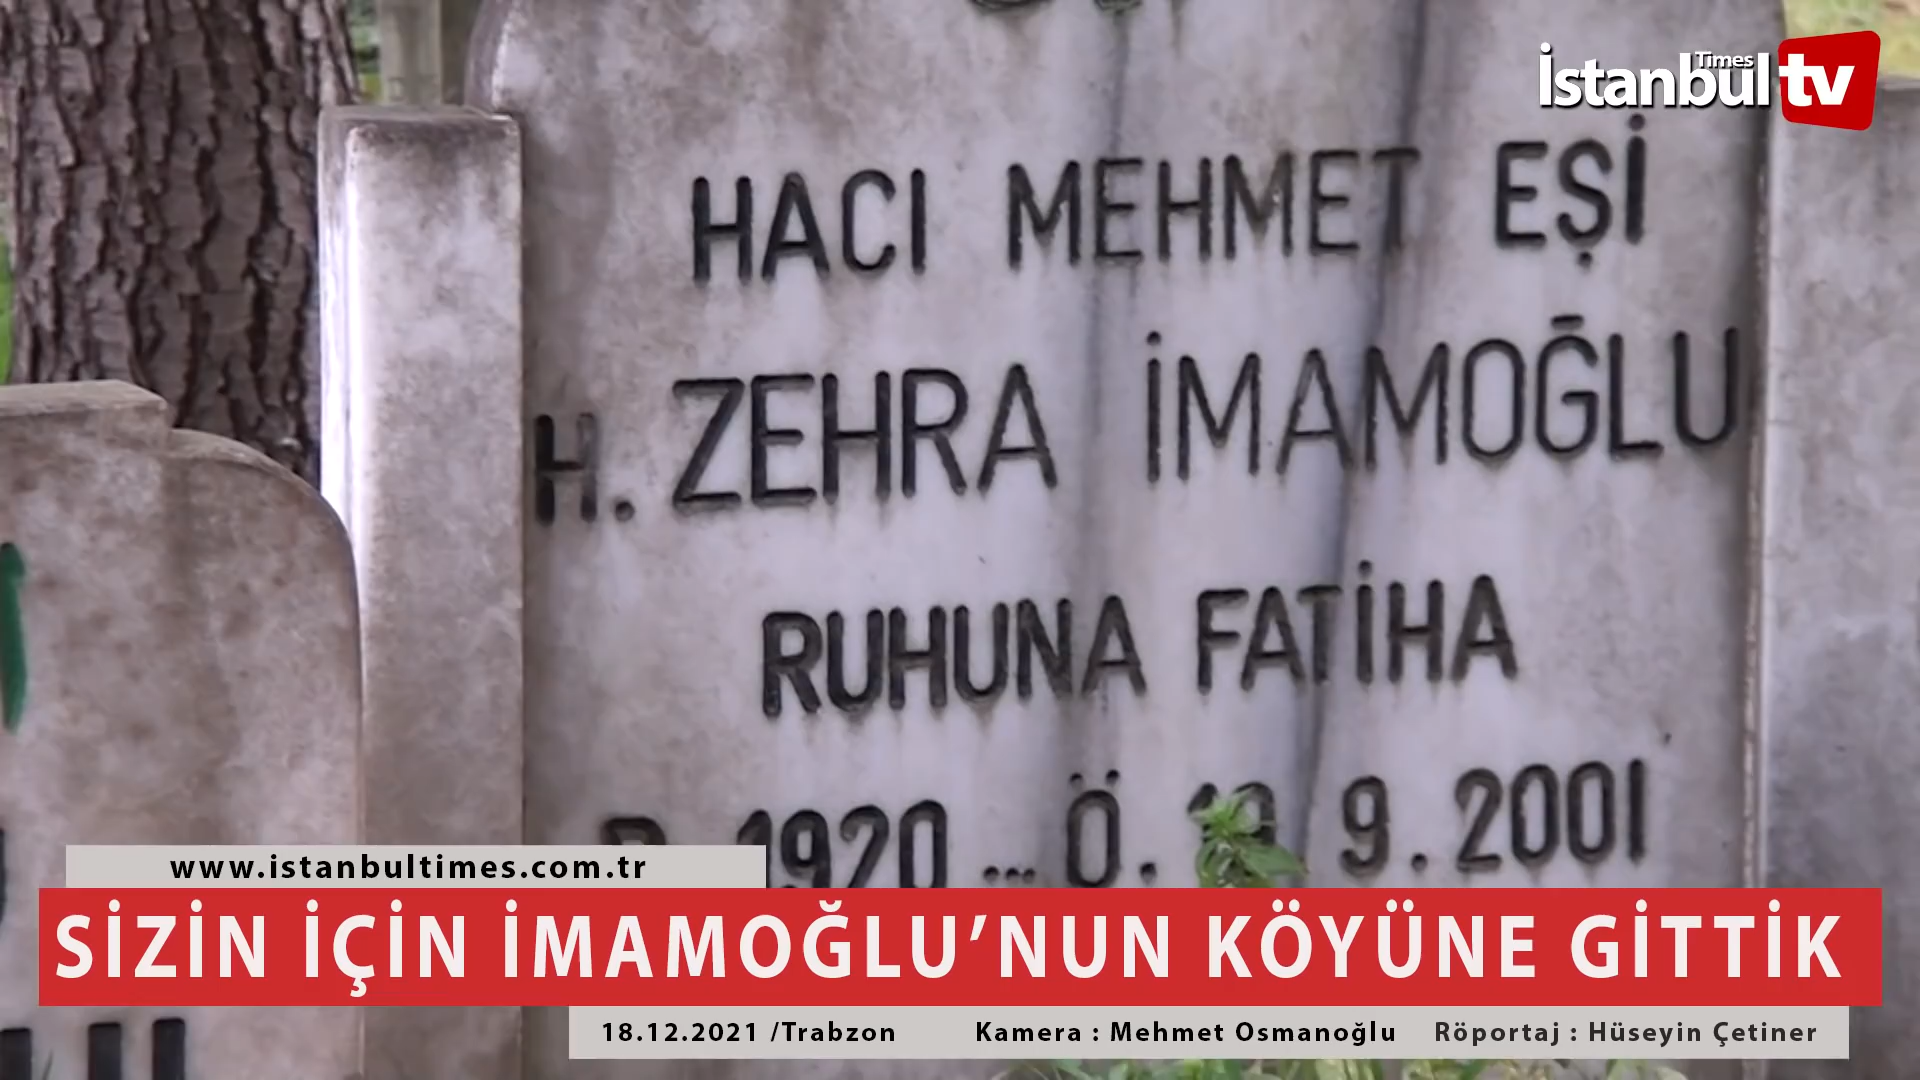 İstanbul Times tv
HACI MEHMET EŞİ
H. ZEHRA İMAMOĞLU
RUHUNA FATİHA
1920 ... Ö. 9.2001
www.istanbultimes.com.tr
SİZİN İÇİN İMAMOĞLU'NUN KÖYÜNE GİTTİK
18.12.2021 /Trabzon Kamera : Mehmet Osmanoğlu Röportaj : Hüseyin Çetiner